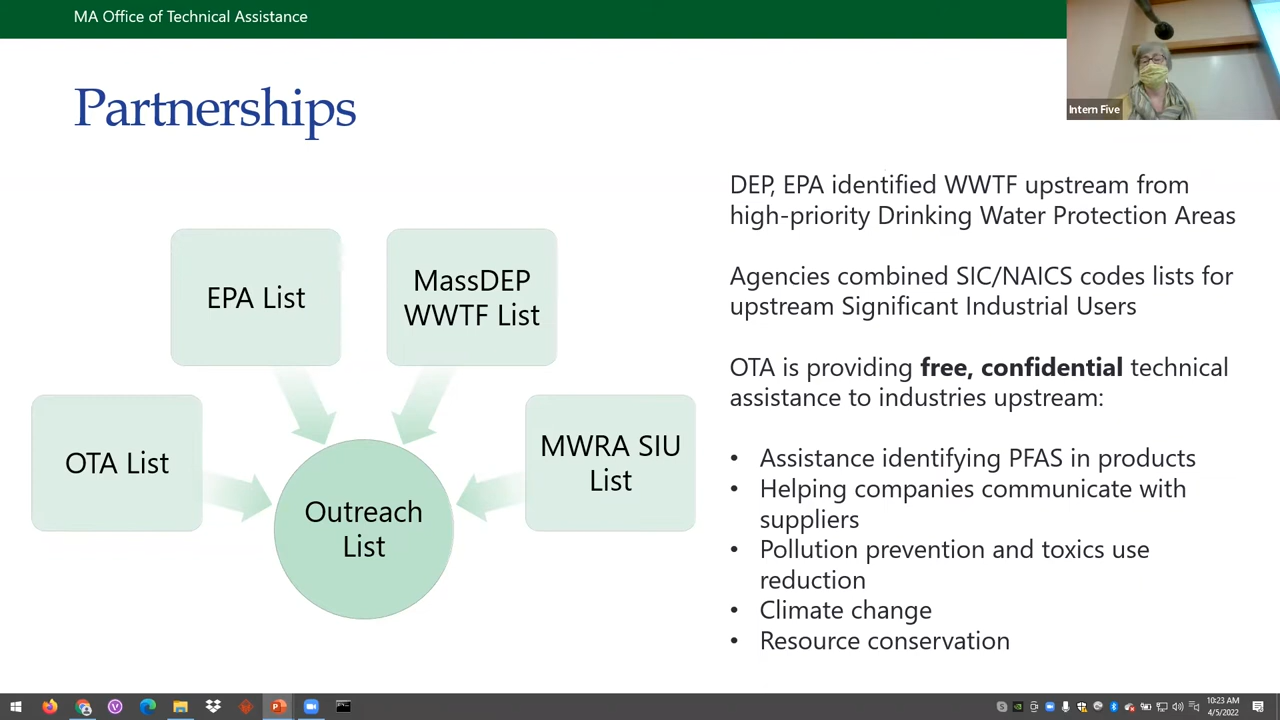 MA Office of Technical Assistance
Intern Five
Partnerships
EPA List
MassDEP
WWTF List
OTA List
MWRA SIU
List
Outreach
List
DEP, EPA identified WWTF upstream from
high-priority Drinking Water Protection Areas
Agencies combined SIC/NAICS codes lists for
upstream Significant Industrial Users
OTA is providing free, confidential technical
assistance to industries upstream:
• Assistance identifying PFAS in products
• Helping companies communicate with
suppliers
• Pollution prevention and toxics use
reduction
• Climate change
• Resource conservation
10:23 AM
4/5/2022